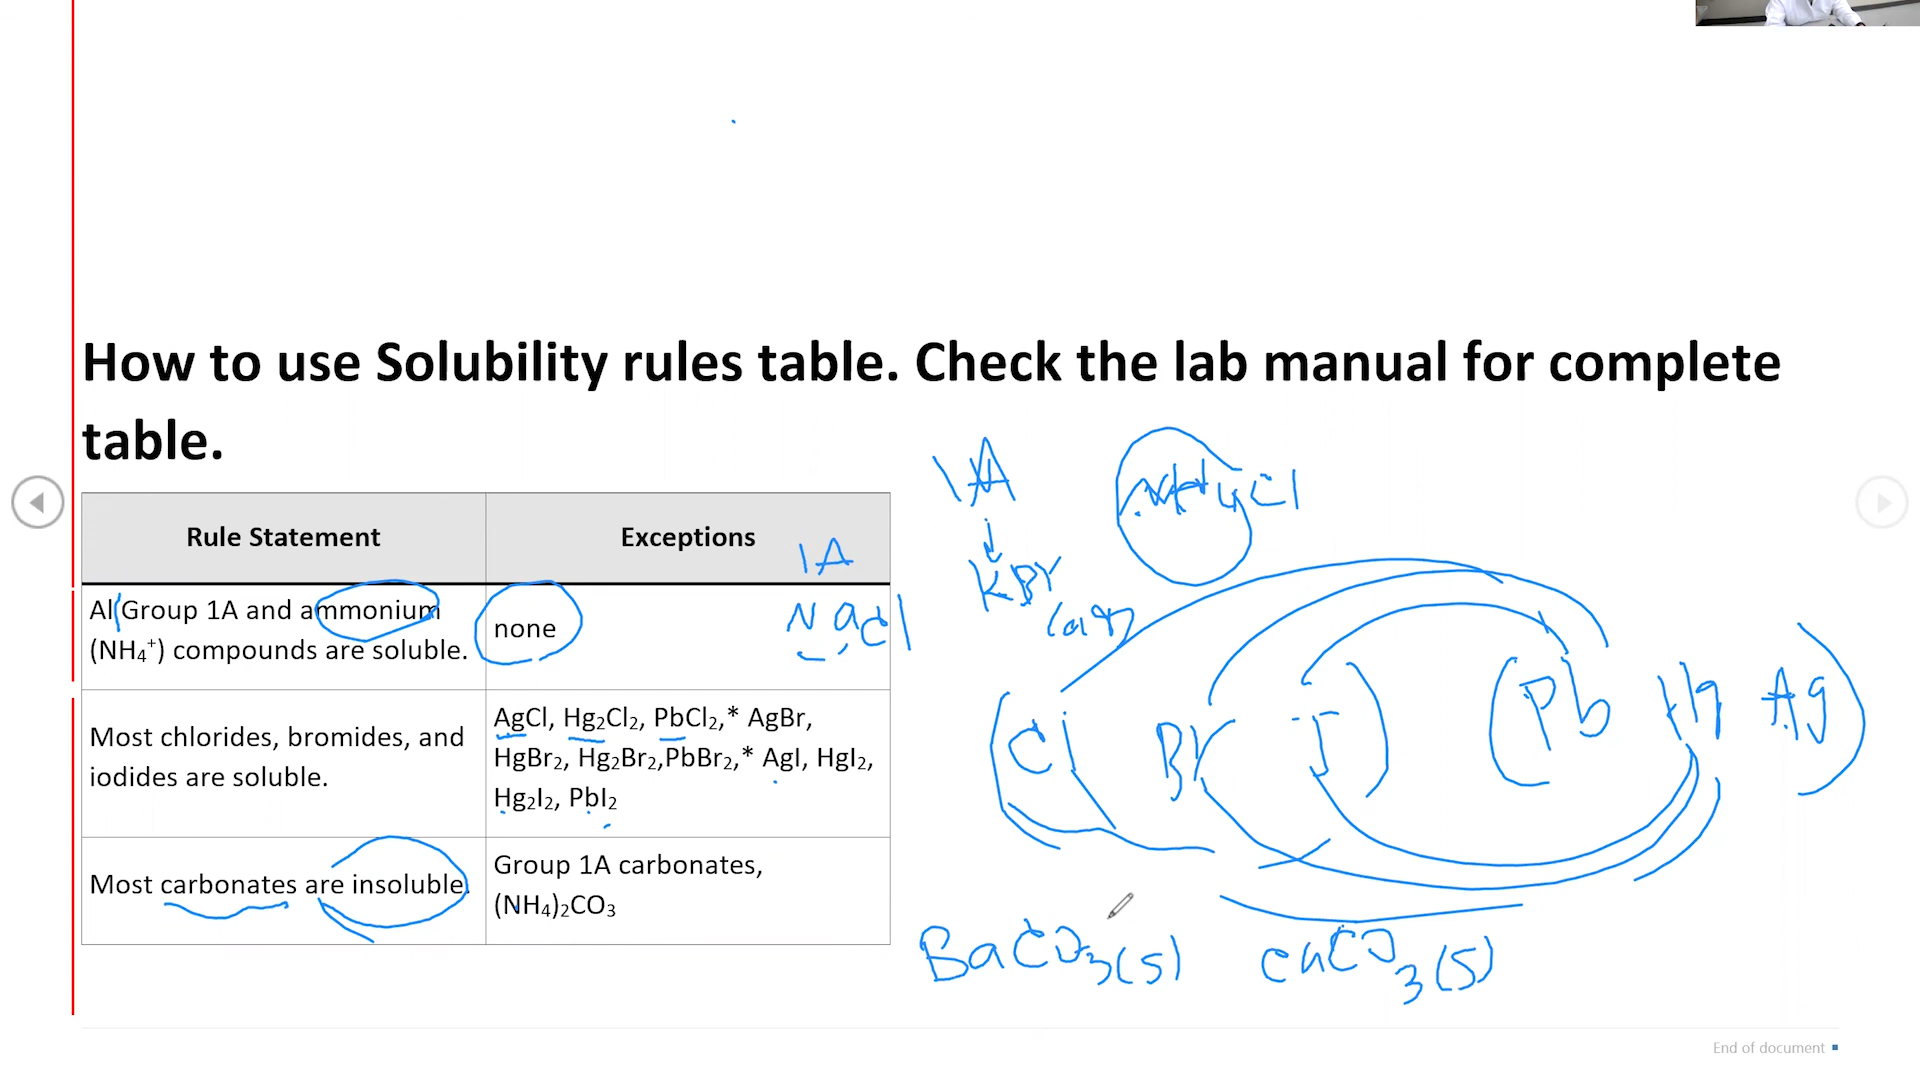 How to use Solubility rules table. Check the lab manual for complete
table.
Rule Statement
Exceptions
1A
All Group 1A and ammonium
(NH₄⁺) compounds are soluble.
none
NaCl
Most chlorides, bromides, and
iodides are soluble.
AgCl, Hg₂Cl₂, PbCl₂,* AgBr,
HgBr₂, Hg₂Br₂,PbBr₂,* AgI, HgI₂,
Hg₂I₂, PbI₂
Most carbonates are insoluble.
Group 1A carbonates,
(NH₄)₂CO₃
1A
NH₄Cl
KBr
(aq)
Cl Br I
Pb Hg Ag
BaCO₃(s)
CaCO₃(s)
End of document